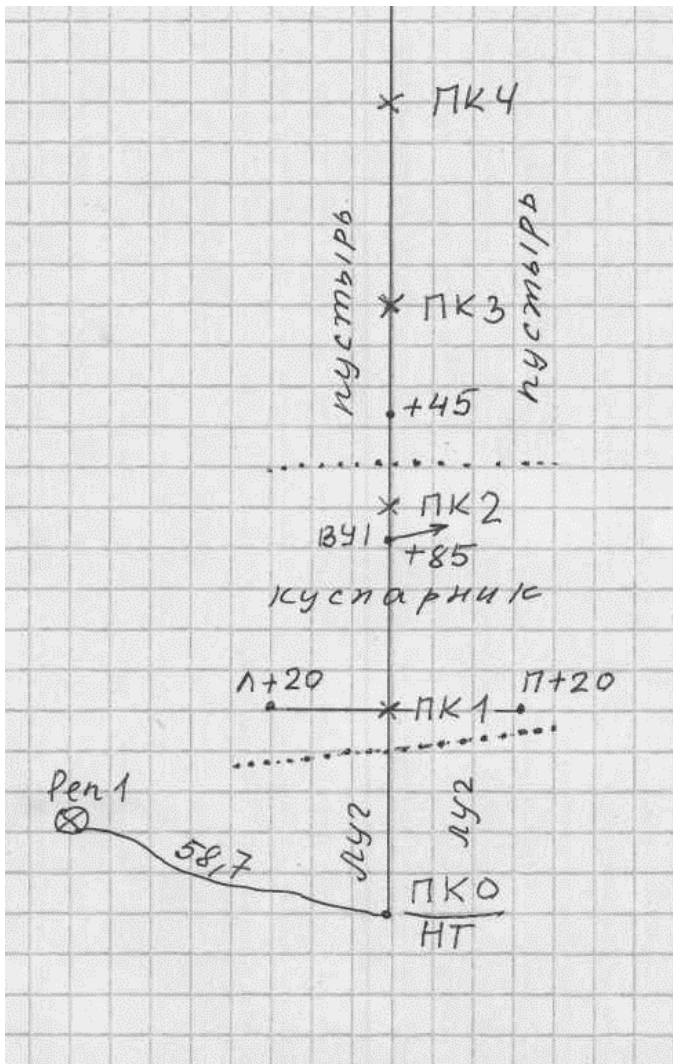 ПК4
пустырь
пустырь
ПК3
+45
ПК2
ВУ1
+85
кустарник
Л+20
П+20
ПК1
Реп 1
58,7
луг
луг
ПК0
НТ